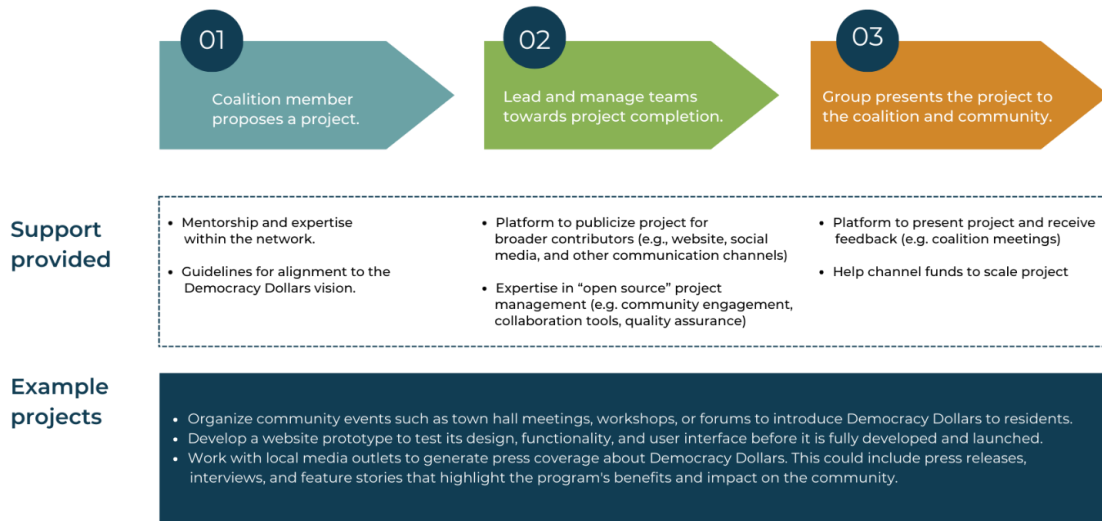 01
Coalition member
proposes a project.
02
Lead and manage teams
towards project completion.
03
Group presents the project to
the coalition and community.
Support
provided
• Mentorship and expertise
within the network.
• Guidelines for alignment to the
Democracy Dollars vision.
• Platform to publicize project for
broader contributors (e.g., website, social
media, and other communication channels)
• Expertise in “open source” project
management (e.g. community engagement,
collaboration tools, quality assurance)
• Platform to present project and receive
feedback (e.g. coalition meetings)
• Help channel funds to scale project
Example
projects
• Organize community events such as town hall meetings, workshops, or forums to introduce Democracy Dollars to residents.
• Develop a website prototype to test its design, functionality, and user interface before it is fully developed and launched.
• Work with local media outlets to generate press coverage about Democracy Dollars. This could include press releases,
interviews, and feature stories that highlight the program's benefits and impact on the community.